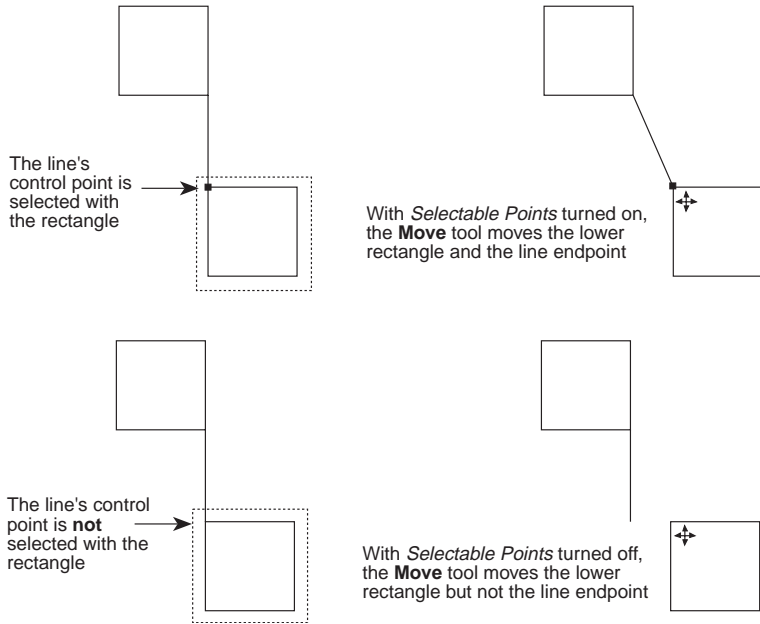 The line's
control point is
selected with
the rectangle
With Selectable Points turned on,
the Move tool moves the lower
rectangle and the line endpoint
The line's control
point is not
selected with the
rectangle
With Selectable Points turned off,
the Move tool moves the lower
rectangle but not the line endpoint